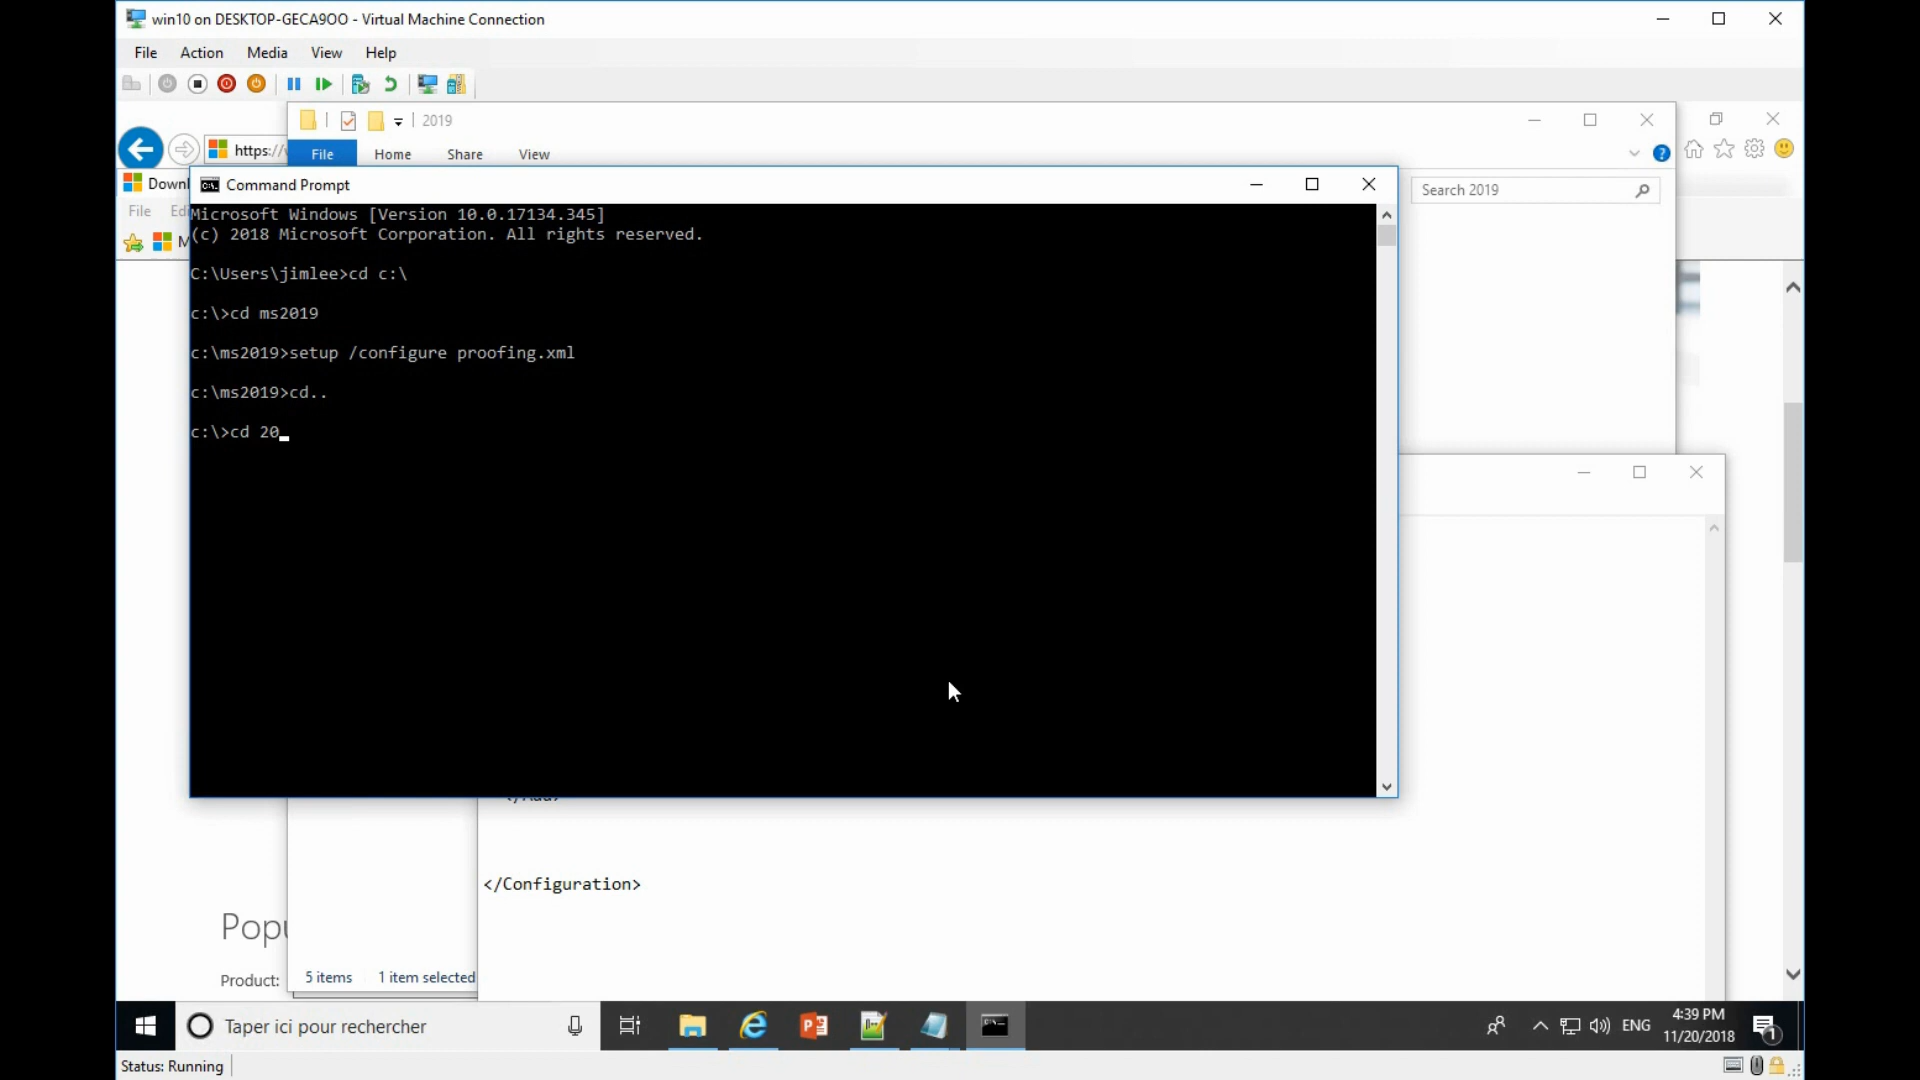 win10 on DESKTOP-GECA9OO - Virtual Machine Connection
File Action Media View Help
2019
https://
File Home Share View
Command Prompt
Search 2019
File
Microsoft Windows [Version 10.0.17134.345]
(c) 2018 Microsoft Corporation. All rights reserved.
C:\Users\jimlee>cd c:\
c:\>cd ms2019
c:\ms2019>setup /configure proofing.xml
c:\ms2019>cd..
c:\>cd 20
</Configuration>
Product:
5 items 1 item selected
Taper ici pour rechercher
ENG
4:39 PM
11/20/2018
1
Status: Running